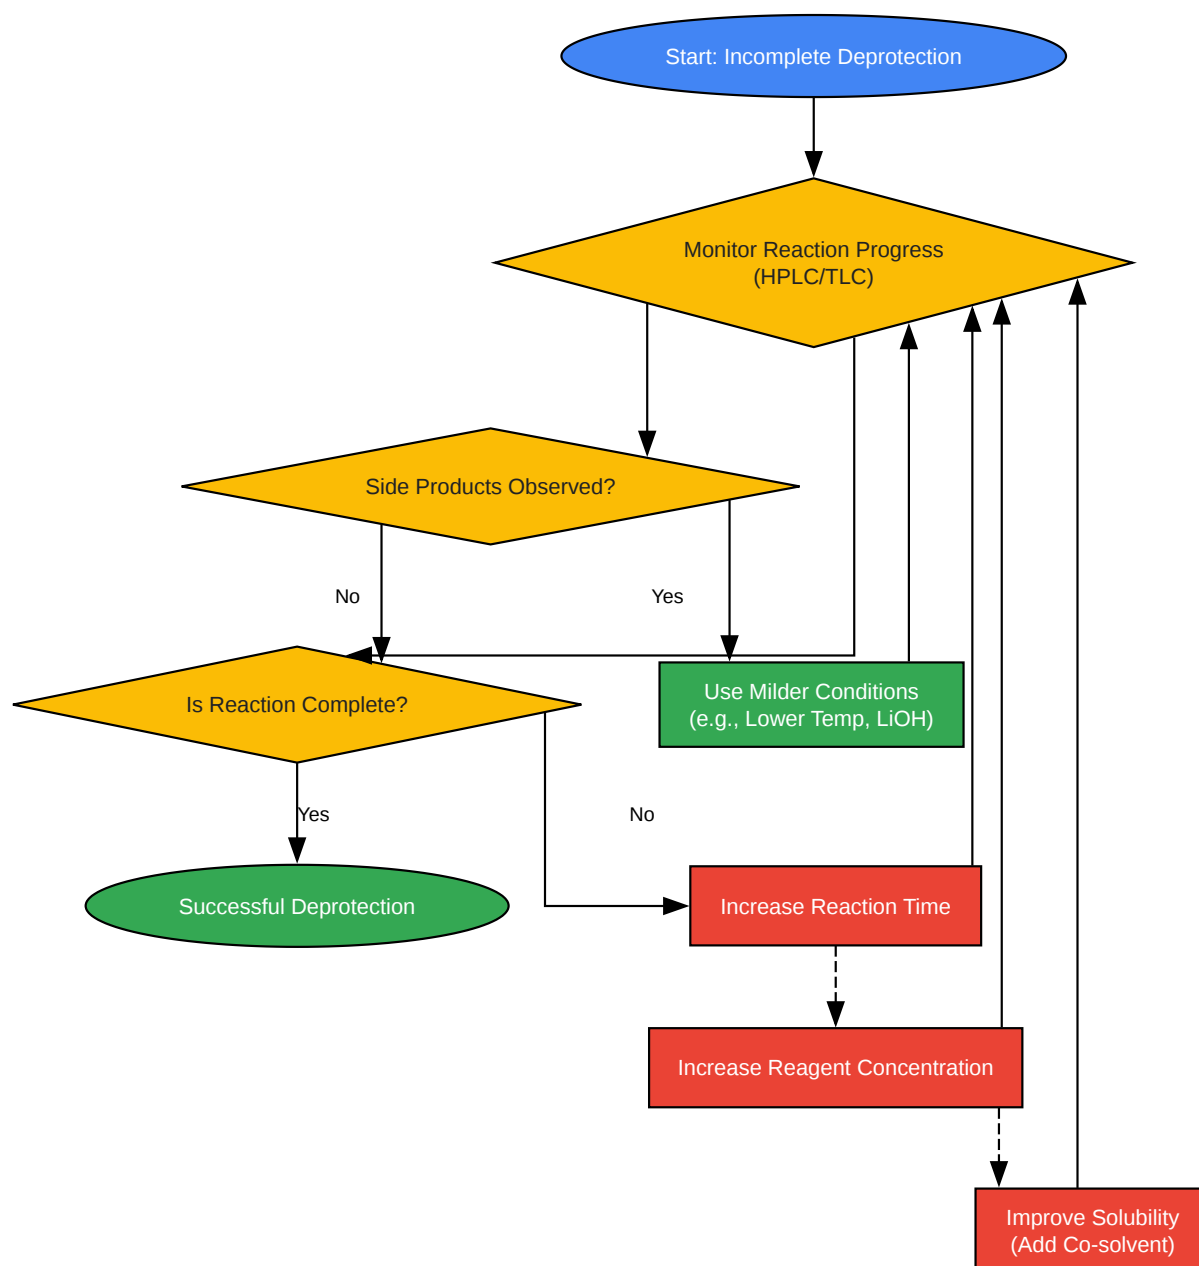 Start: Incomplete Deprotection
Monitor Reaction Progress
(HPLC/TLC)
Side Products Observed?
No
Yes
Is Reaction Complete?
Use Milder Conditions
(e.g., Lower Temp, LiOH)
Yes
No
Successful Deprotection
Increase Reaction Time
Increase Reagent Concentration
Improve Solubility
(Add Co-solvent)